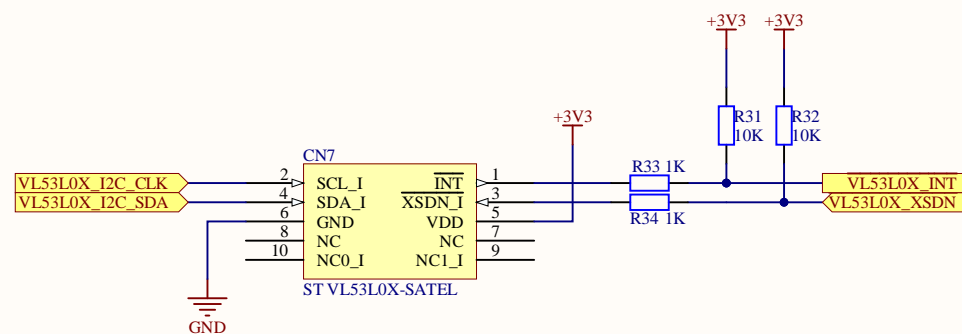 +3V3
+3V3
R31
10K
R32
10K
+3V3
CN7
R33 1K
VL53L0X_I2C_CLK
2
SCL_I
INT
1
VL53L0X_INT
VL53L0X_I2C_SDA
4
SDA_I
XSDN_I
3
VL53L0X_XSDN
6
GND
VDD
5
R34 1K
8
NC
NC
7
10
NC0_I
NC1_I
9
ST VL53L0X-SATEL
GND